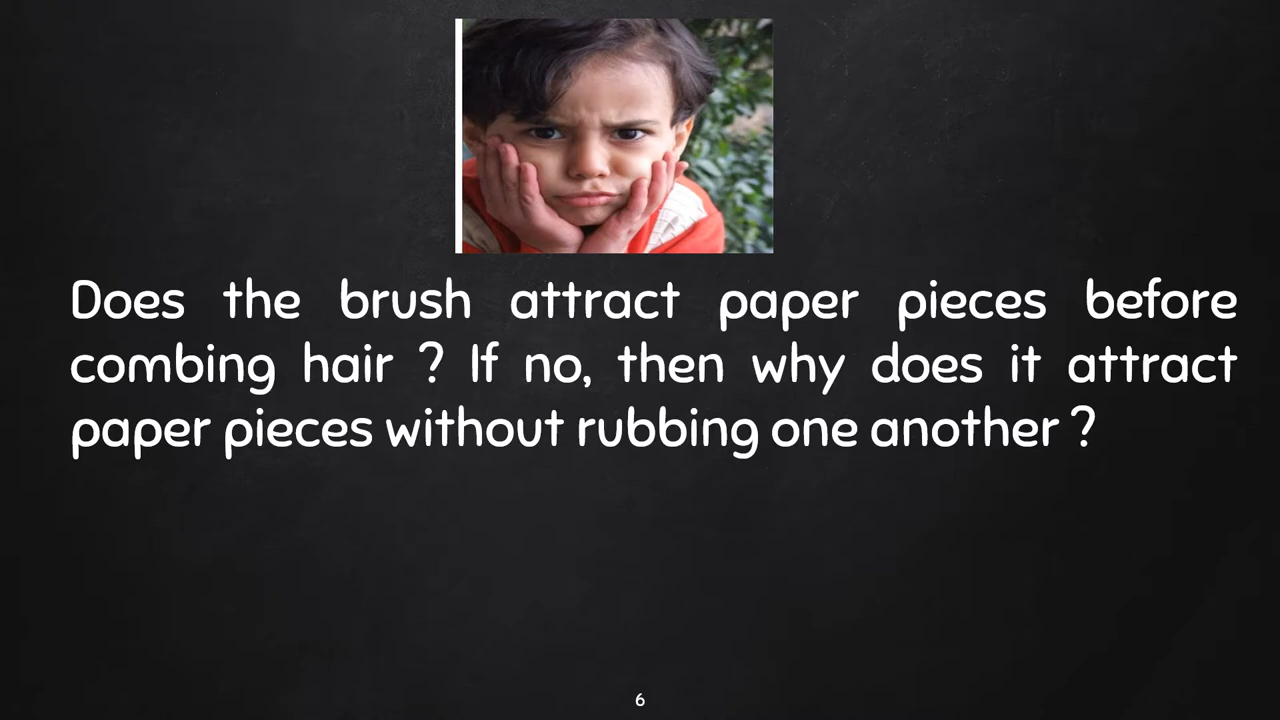 Does the brush attract paper pieces before
combing hair ? If no, then why does it attract
paper pieces without rubbing one another ?
6